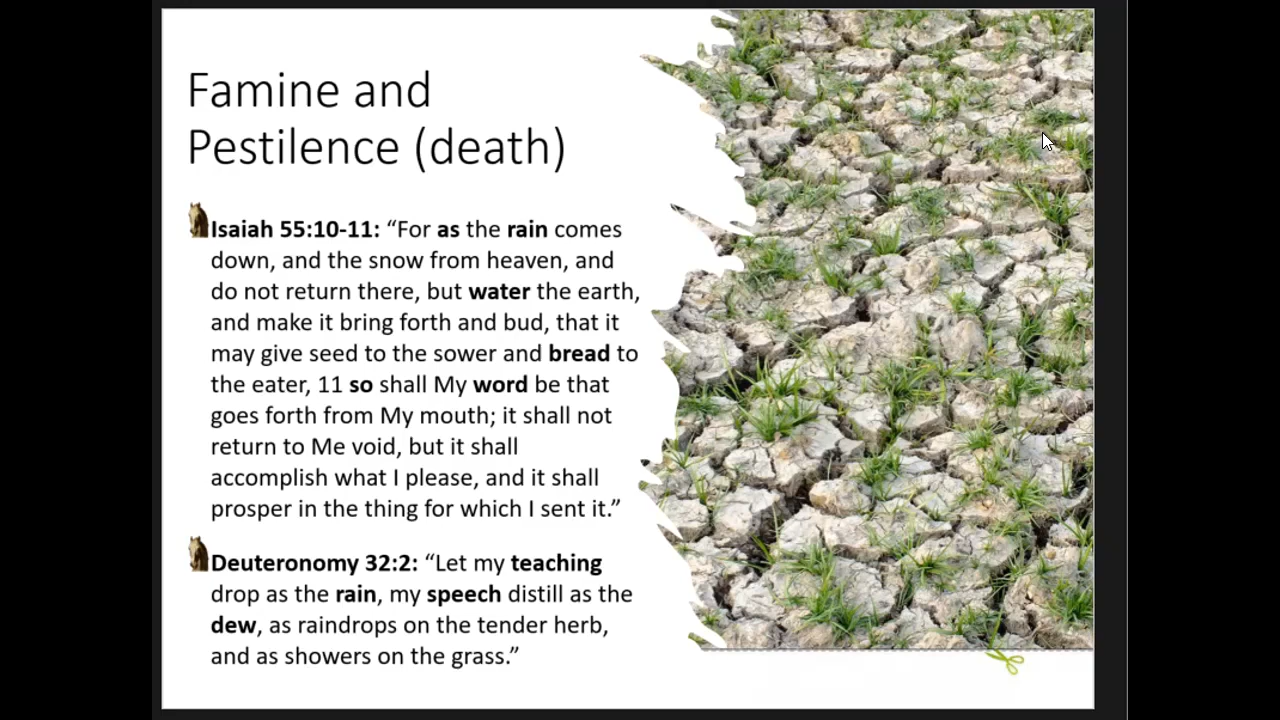 Famine and
Pestilence (death)
Isaiah 55:10-11: “For as the rain comes
down, and the snow from heaven, and
do not return there, but water the earth,
and make it bring forth and bud, that it
may give seed to the sower and bread to
the eater, 11 so shall My word be that
goes forth from My mouth; it shall not
return to Me void, but it shall
accomplish what I please, and it shall
prosper in the thing for which I sent it.”
Deuteronomy 32:2: “Let my teaching
drop as the rain, my speech distill as the
dew, as raindrops on the tender herb,
and as showers on the grass.”